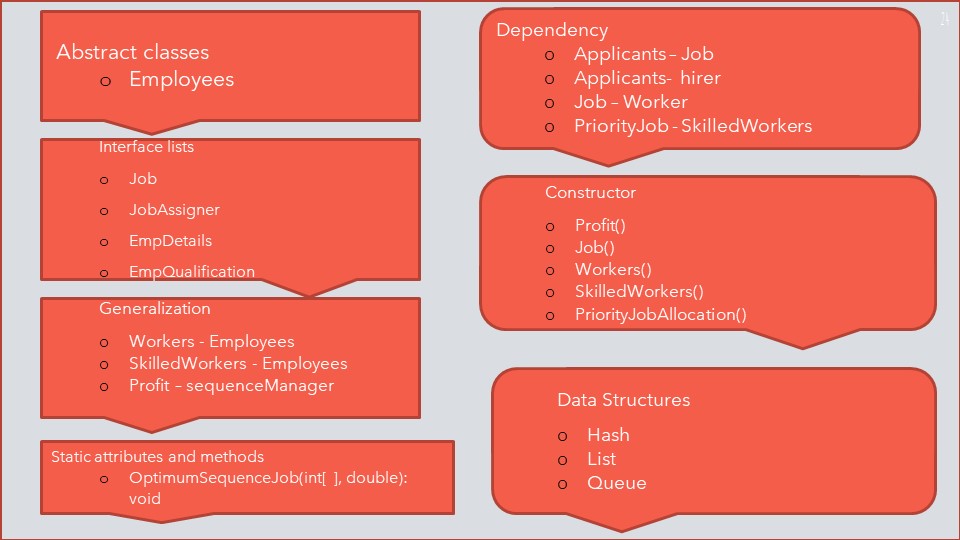 Abstract classes
o Employees
Interface lists
o Job
o JobAssigner
o EmpDetails
o EmpQualification
Generalization
o Workers - Employees
o SkilledWorkers - Employees
o Profit – sequenceManager
Static attributes and methods
o OptimumSequenceJob(int[ ], double):
void
Dependency
o Applicants – Job
o Applicants- hirer
o Job – Worker
o PriorityJob - SkilledWorkers
Constructor
o Profit()
o Job()
o Workers()
o SkilledWorkers()
o PriorityJobAllocation()
Data Structures
o Hash
o List
o Queue